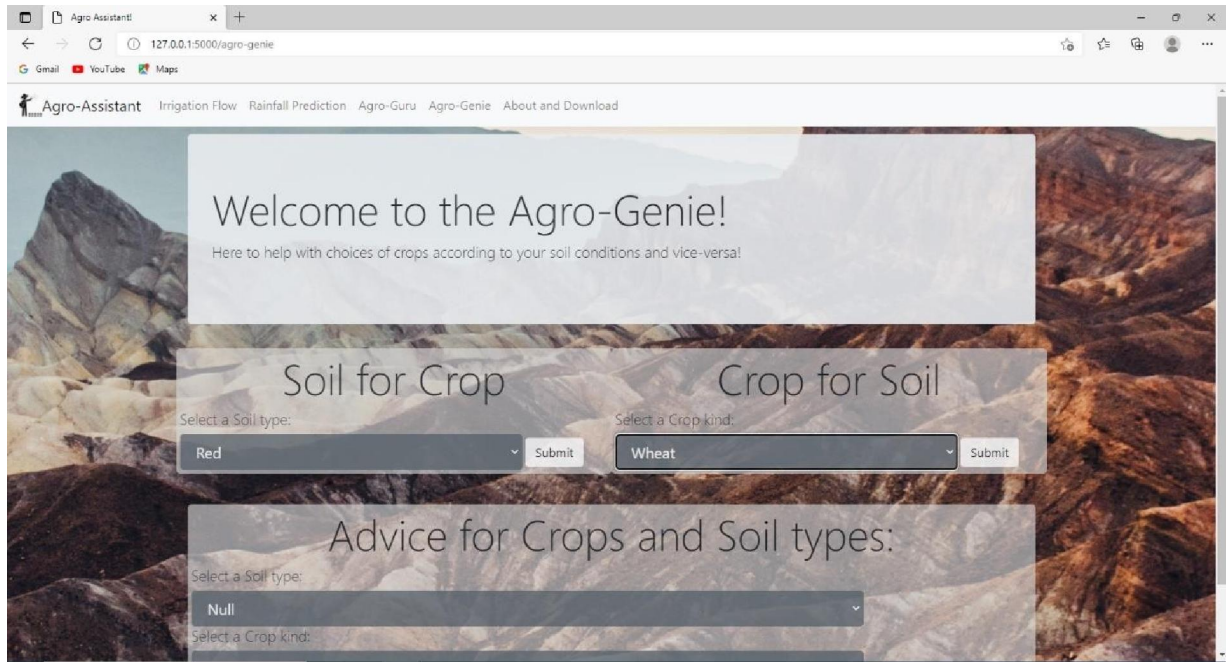 Agro Assistant!
127.0.0.1:5000/agro-genie
Gmail YouTube Maps
Agro-Assistant Irrigation Flow Rainfall Prediction Agro-Guru Agro-Genie About and Download
Welcome to the Agro-Genie!
Here to help with choices of crops according to your soil conditions and vice-versa!
Soil for Crop
Select a Soil type:
Red Submit
Crop for Soil
Select a Crop kind:
Wheat Submit
Advice for Crops and Soil types:
Select a Soil type:
Null
Select a Crop kind: